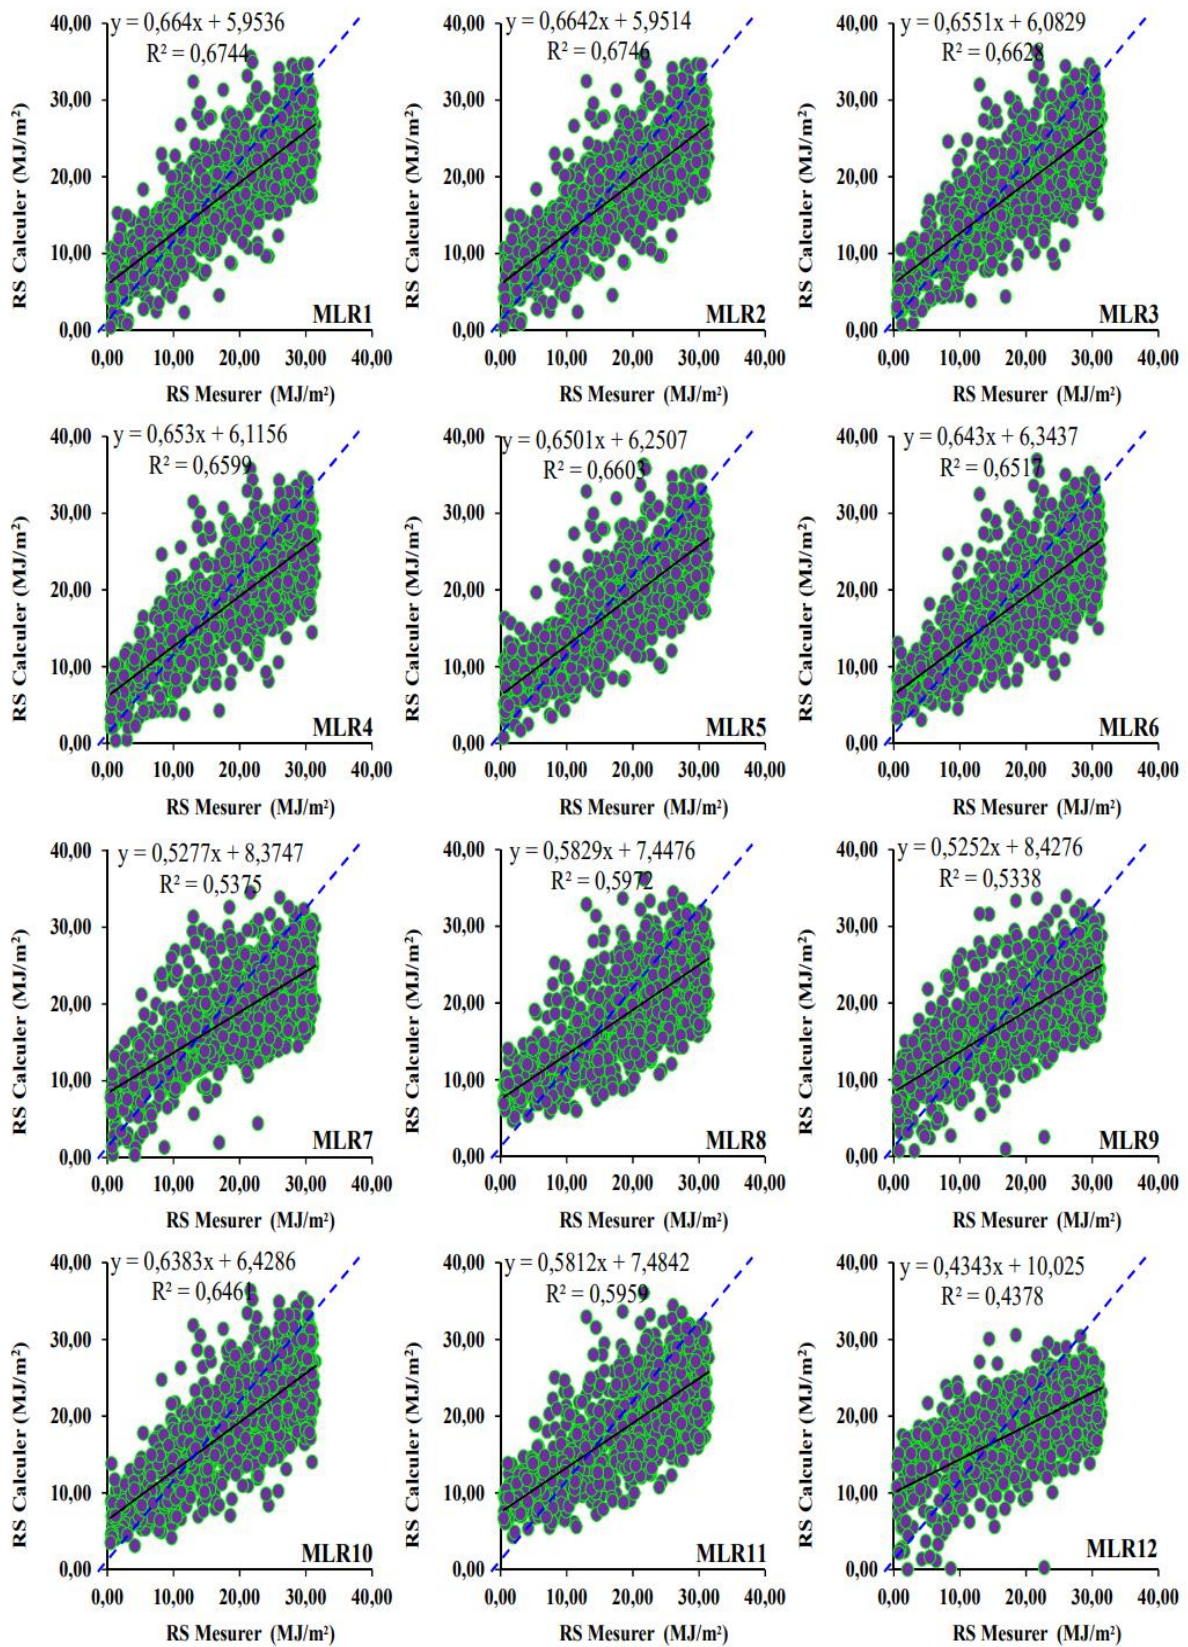 y = 0,664x + 5,9536
R² = 0,6744
40,00
30,00
20,00
10,00
0,00
RS Calculer (MJ/m²)
MLR1
0,00 10,00 20,00 30,00 40,00
RS Mesurer (MJ/m²)
y = 0,6642x + 5,9514
R² = 0,6746
40,00
30,00
20,00
10,00
0,00
RS Calculer (MJ/m²)
MLR2
0,00 10,00 20,00 30,00 40,00
RS Mesurer (MJ/m²)
y = 0,6551x + 6,0829
R² = 0,6628
40,00
30,00
20,00
10,00
0,00
RS Calculer (MJ/m²)
MLR3
0,00 10,00 20,00 30,00 40,00
RS Mesurer (MJ/m²)
y = 0,653x + 6,1156
R² = 0,6599
40,00
30,00
20,00
10,00
0,00
RS Calculer (MJ/m²)
MLR4
0,00 10,00 20,00 30,00 40,00
RS Mesurer (MJ/m²)
y = 0,6501x + 6,2507
R² = 0,6603
40,00
30,00
20,00
10,00
0,00
RS Calculer (MJ/m²)
MLR5
0,00 10,00 20,00 30,00 40,00
RS Mesurer (MJ/m²)
y = 0,643x + 6,3437
R² = 0,6517
40,00
30,00
20,00
10,00
0,00
RS Calculer (MJ/m²)
MLR6
0,00 10,00 20,00 30,00 40,00
RS Mesurer (MJ/m²)
y = 0,5277x + 8,3747
R² = 0,5375
40,00
30,00
20,00
10,00
0,00
RS Calculer (MJ/m²)
MLR7
0,00 10,00 20,00 30,00 40,00
RS Mesurer (MJ/m²)
y = 0,5829x + 7,4476
R² = 0,5972
40,00
30,00
20,00
10,00
0,00
RS Calculer (MJ/m²)
MLR8
0,00 10,00 20,00 30,00 40,00
RS Mesurer (MJ/m²)
y = 0,5252x + 8,4276
R² = 0,5338
40,00
30,00
20,00
10,00
0,00
RS Calculer (MJ/m²)
MLR9
0,00 10,00 20,00 30,00 40,00
RS Mesurer (MJ/m²)
y = 0,6383x + 6,4286
R² = 0,6461
40,00
30,00
20,00
10,00
0,00
RS Calculer (MJ/m²)
MLR10
0,00 10,00 20,00 30,00 40,00
RS Mesurer (MJ/m²)
y = 0,5812x + 7,4842
R² = 0,5959
40,00
30,00
20,00
10,00
0,00
RS Calculer (MJ/m²)
MLR11
0,00 10,00 20,00 30,00 40,00
RS Mesurer (MJ/m²)
y = 0,4343x + 10,025
R² = 0,4378
40,00
30,00
20,00
10,00
0,00
RS Calculer (MJ/m²)
MLR12
0,00 10,00 20,00 30,00 40,00
RS Mesurer (MJ/m²)